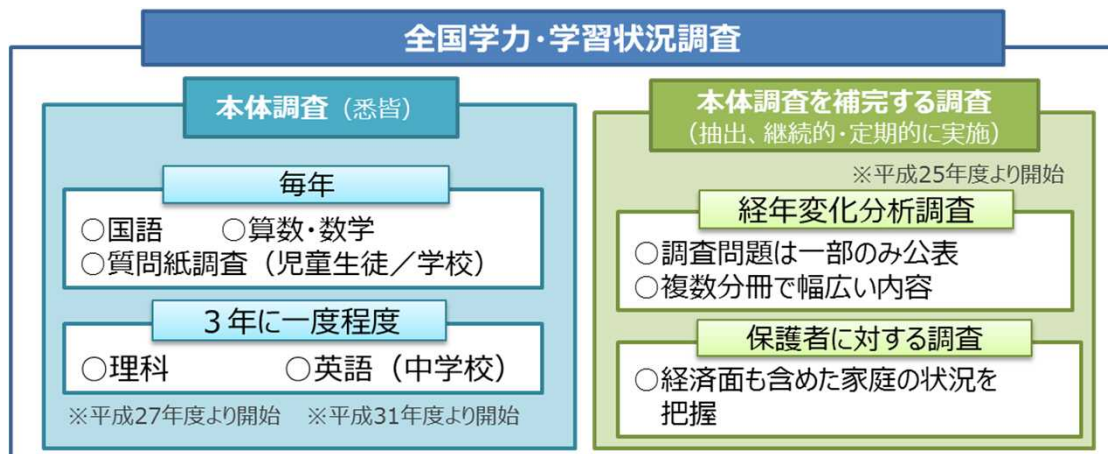 全国学力・学習状況調査
本体調査（悉皆）
毎年
○国語 ○算数・数学
○質問紙調査（児童生徒／学校）
３年に一度程度
○理科 ○英語（中学校）
※平成27年度より開始 ※平成31年度より開始
本体調査を補完する調査
（抽出、継続的・定期的に実施）
※平成25年度より開始
経年変化分析調査
○調査問題は一部のみ公表
○複数分冊で幅広い内容
保護者に対する調査
○経済面も含めた家庭の状況を
把握